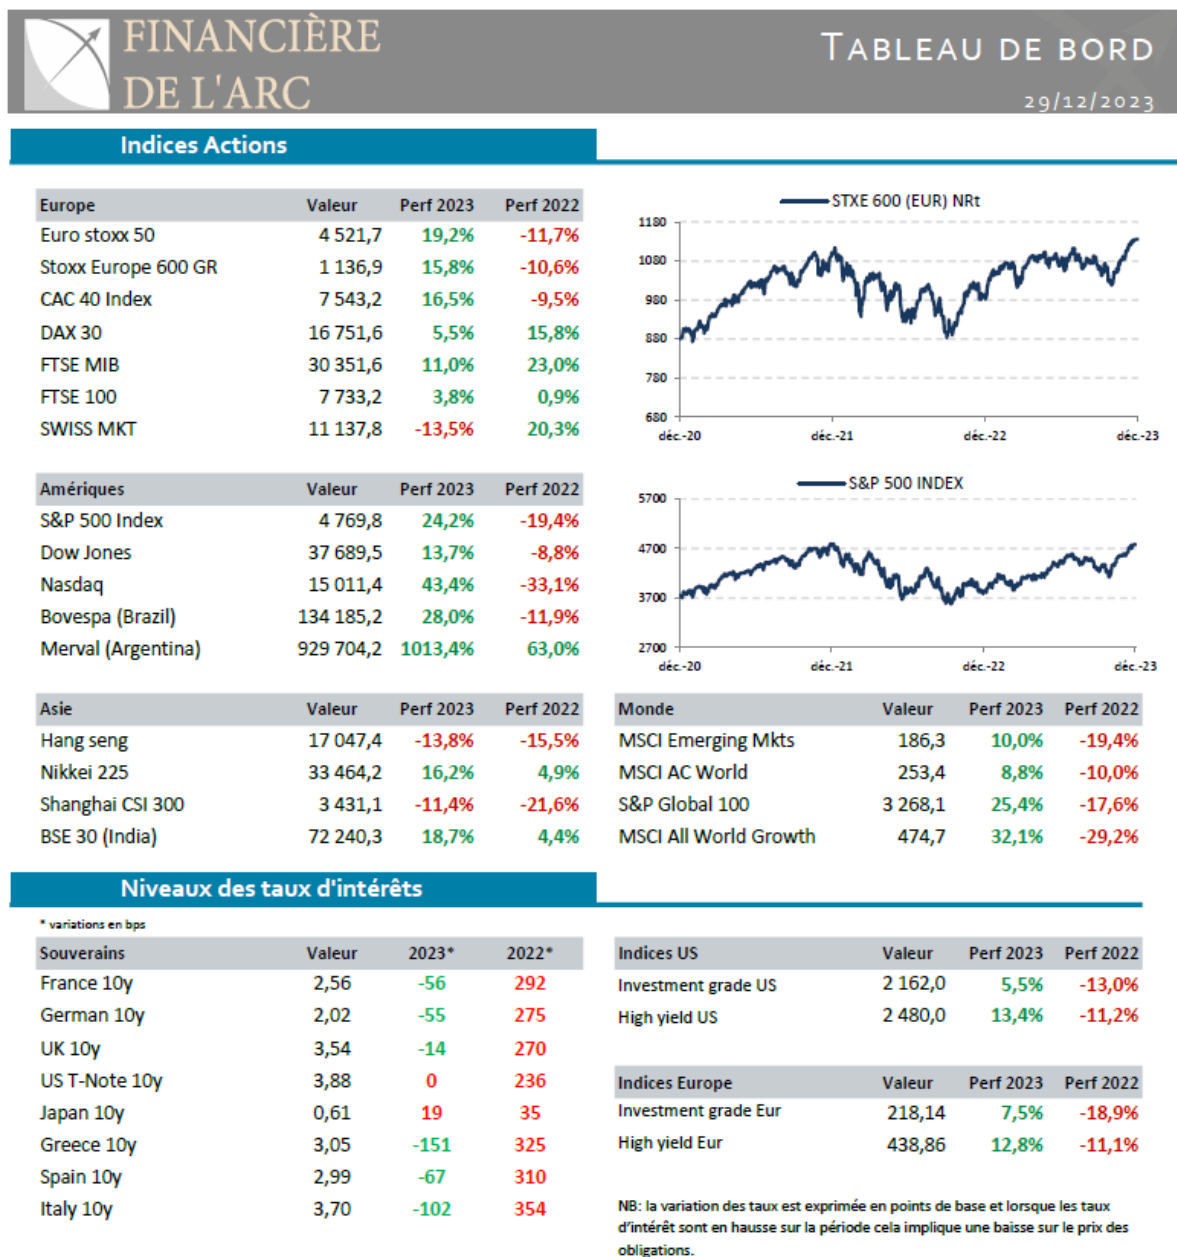 FINANCIÈRE
DE L'ARC
TABLEAU DE BORD
29/12/2023
Indices Actions
Europe Valeur Perf 2023 Perf 2022
Euro stoxx 50 4 521,7 19,2% -11,7%
Stoxx Europe 600 GR 1 136,9 15,8% -10,6%
CAC 40 Index 7 543,2 16,5% -9,5%
DAX 30 16 751,6 5,5% 15,8%
FTSE MIB 30 351,6 11,0% 23,0%
FTSE 100 7 733,2 3,8% 0,9%
SWISS MKT 11 137,8 -13,5% 20,3%
STXE 600 (EUR) NRt
1180
1080
980
880
780
680
déc.-20 déc.-21 déc.-22 déc.-23
Amériques Valeur Perf 2023 Perf 2022
S&P 500 Index 4 769,8 24,2% -19,4%
Dow Jones 37 689,5 13,7% -8,8%
Nasdaq 15 011,4 43,4% -33,1%
Bovespa (Brazil) 134 185,2 28,0% -11,9%
Merval (Argentina) 929 704,2 1013,4% 63,0%
S&P 500 INDEX
5700
4700
3700
2700
déc.-20 déc.-21 déc.-22 déc.-23
Asie Valeur Perf 2023 Perf 2022
Hang seng 17 047,4 -13,8% -15,5%
Nikkei 225 33 464,2 16,2% 4,9%
Shanghai CSI 300 3 431,1 -11,4% -21,6%
BSE 30 (India) 72 240,3 18,7% 4,4%
Monde Valeur Perf 2023 Perf 2022
MSCI Emerging Mkts 186,3 10,0% -19,4%
MSCI AC World 253,4 8,8% -10,0%
S&P Global 100 3 268,1 25,4% -17,6%
MSCI All World Growth 474,7 32,1% -29,2%
Niveaux des taux d'intérêts
* variations en bps
Souverains Valeur 2023* 2022*
France 10y 2,56 -56 292
German 10y 2,02 -55 275
UK 10y 3,54 -14 270
US T-Note 10y 3,88 0 236
Japan 10y 0,61 19 35
Greece 10y 3,05 -151 325
Spain 10y 2,99 -67 310
Italy 10y 3,70 -102 354
Indices US Valeur Perf 2023 Perf 2022
Investment grade US 2 162,0 5,5% -13,0%
High yield US 2 480,0 13,4% -11,2%
Indices Europe Valeur Perf 2023 Perf 2022
Investment grade Eur 218,14 7,5% -18,9%
High yield Eur 438,86 12,8% -11,1%
NB: la variation des taux est exprimée en points de base et lorsque les taux
d'intérêt sont en hausse sur la période cela implique une baisse sur le prix des
obligations.